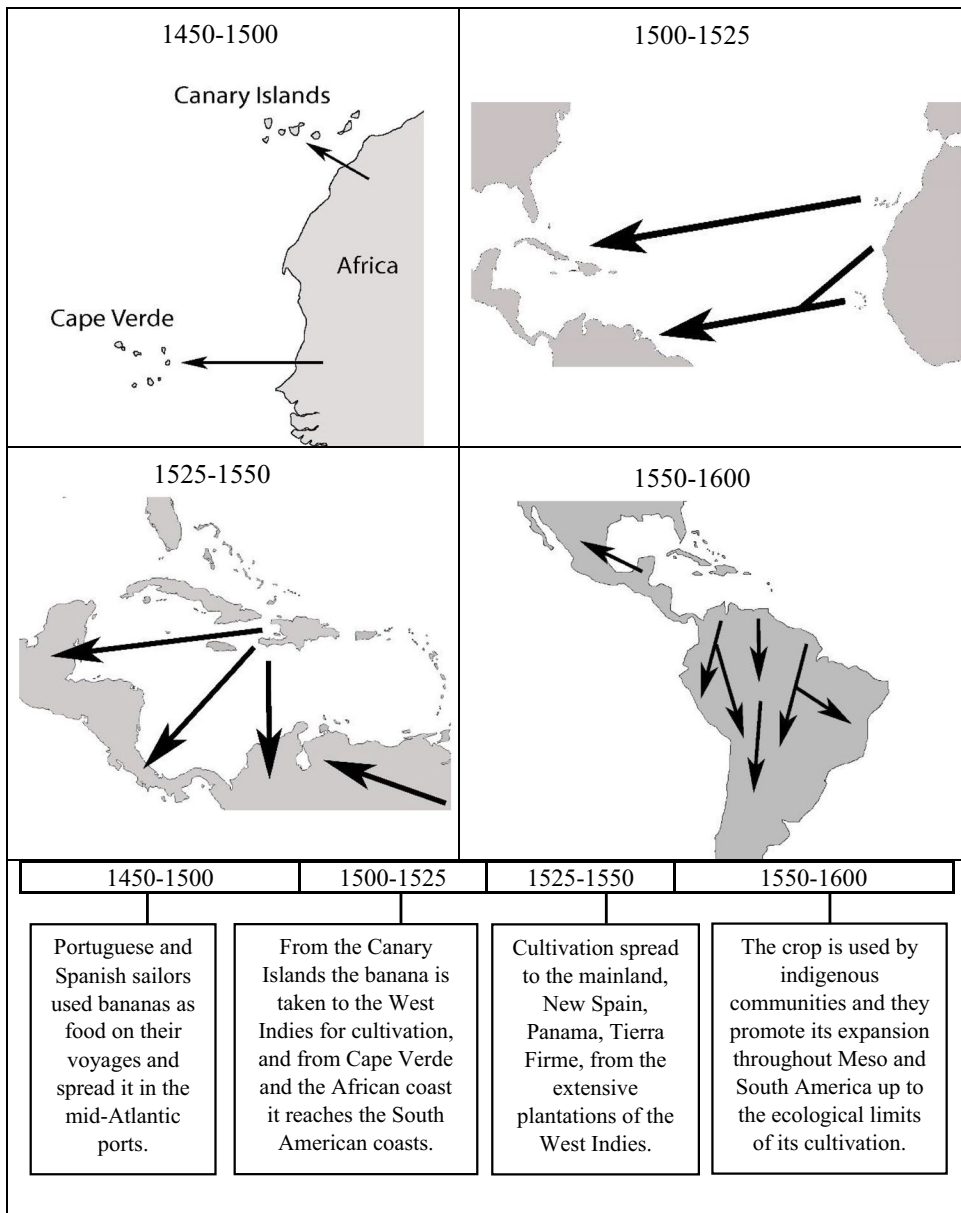 1450-1500
Canary Islands
Africa
Cape Verde
1500-1525
1525-1550
1550-1600
1450-1500
1500-1525
1525-1550
1550-1600
Portuguese and
Spanish sailors
used bananas as
food on their
voyages and
spread it in the
mid-Atlantic
ports.
From the Canary
Islands the banana is
taken to the West
Indies for cultivation,
and from Cape Verde
and the African coast
it reaches the South
American coasts.
Cultivation spread
to the mainland,
New Spain,
Panama, Tierra
Firme, from the
extensive
plantations of the
West Indies.
The crop is used by
indigenous
communities and they
promote its expansion
throughout Meso and
South America up to
the ecological limits
of its cultivation.